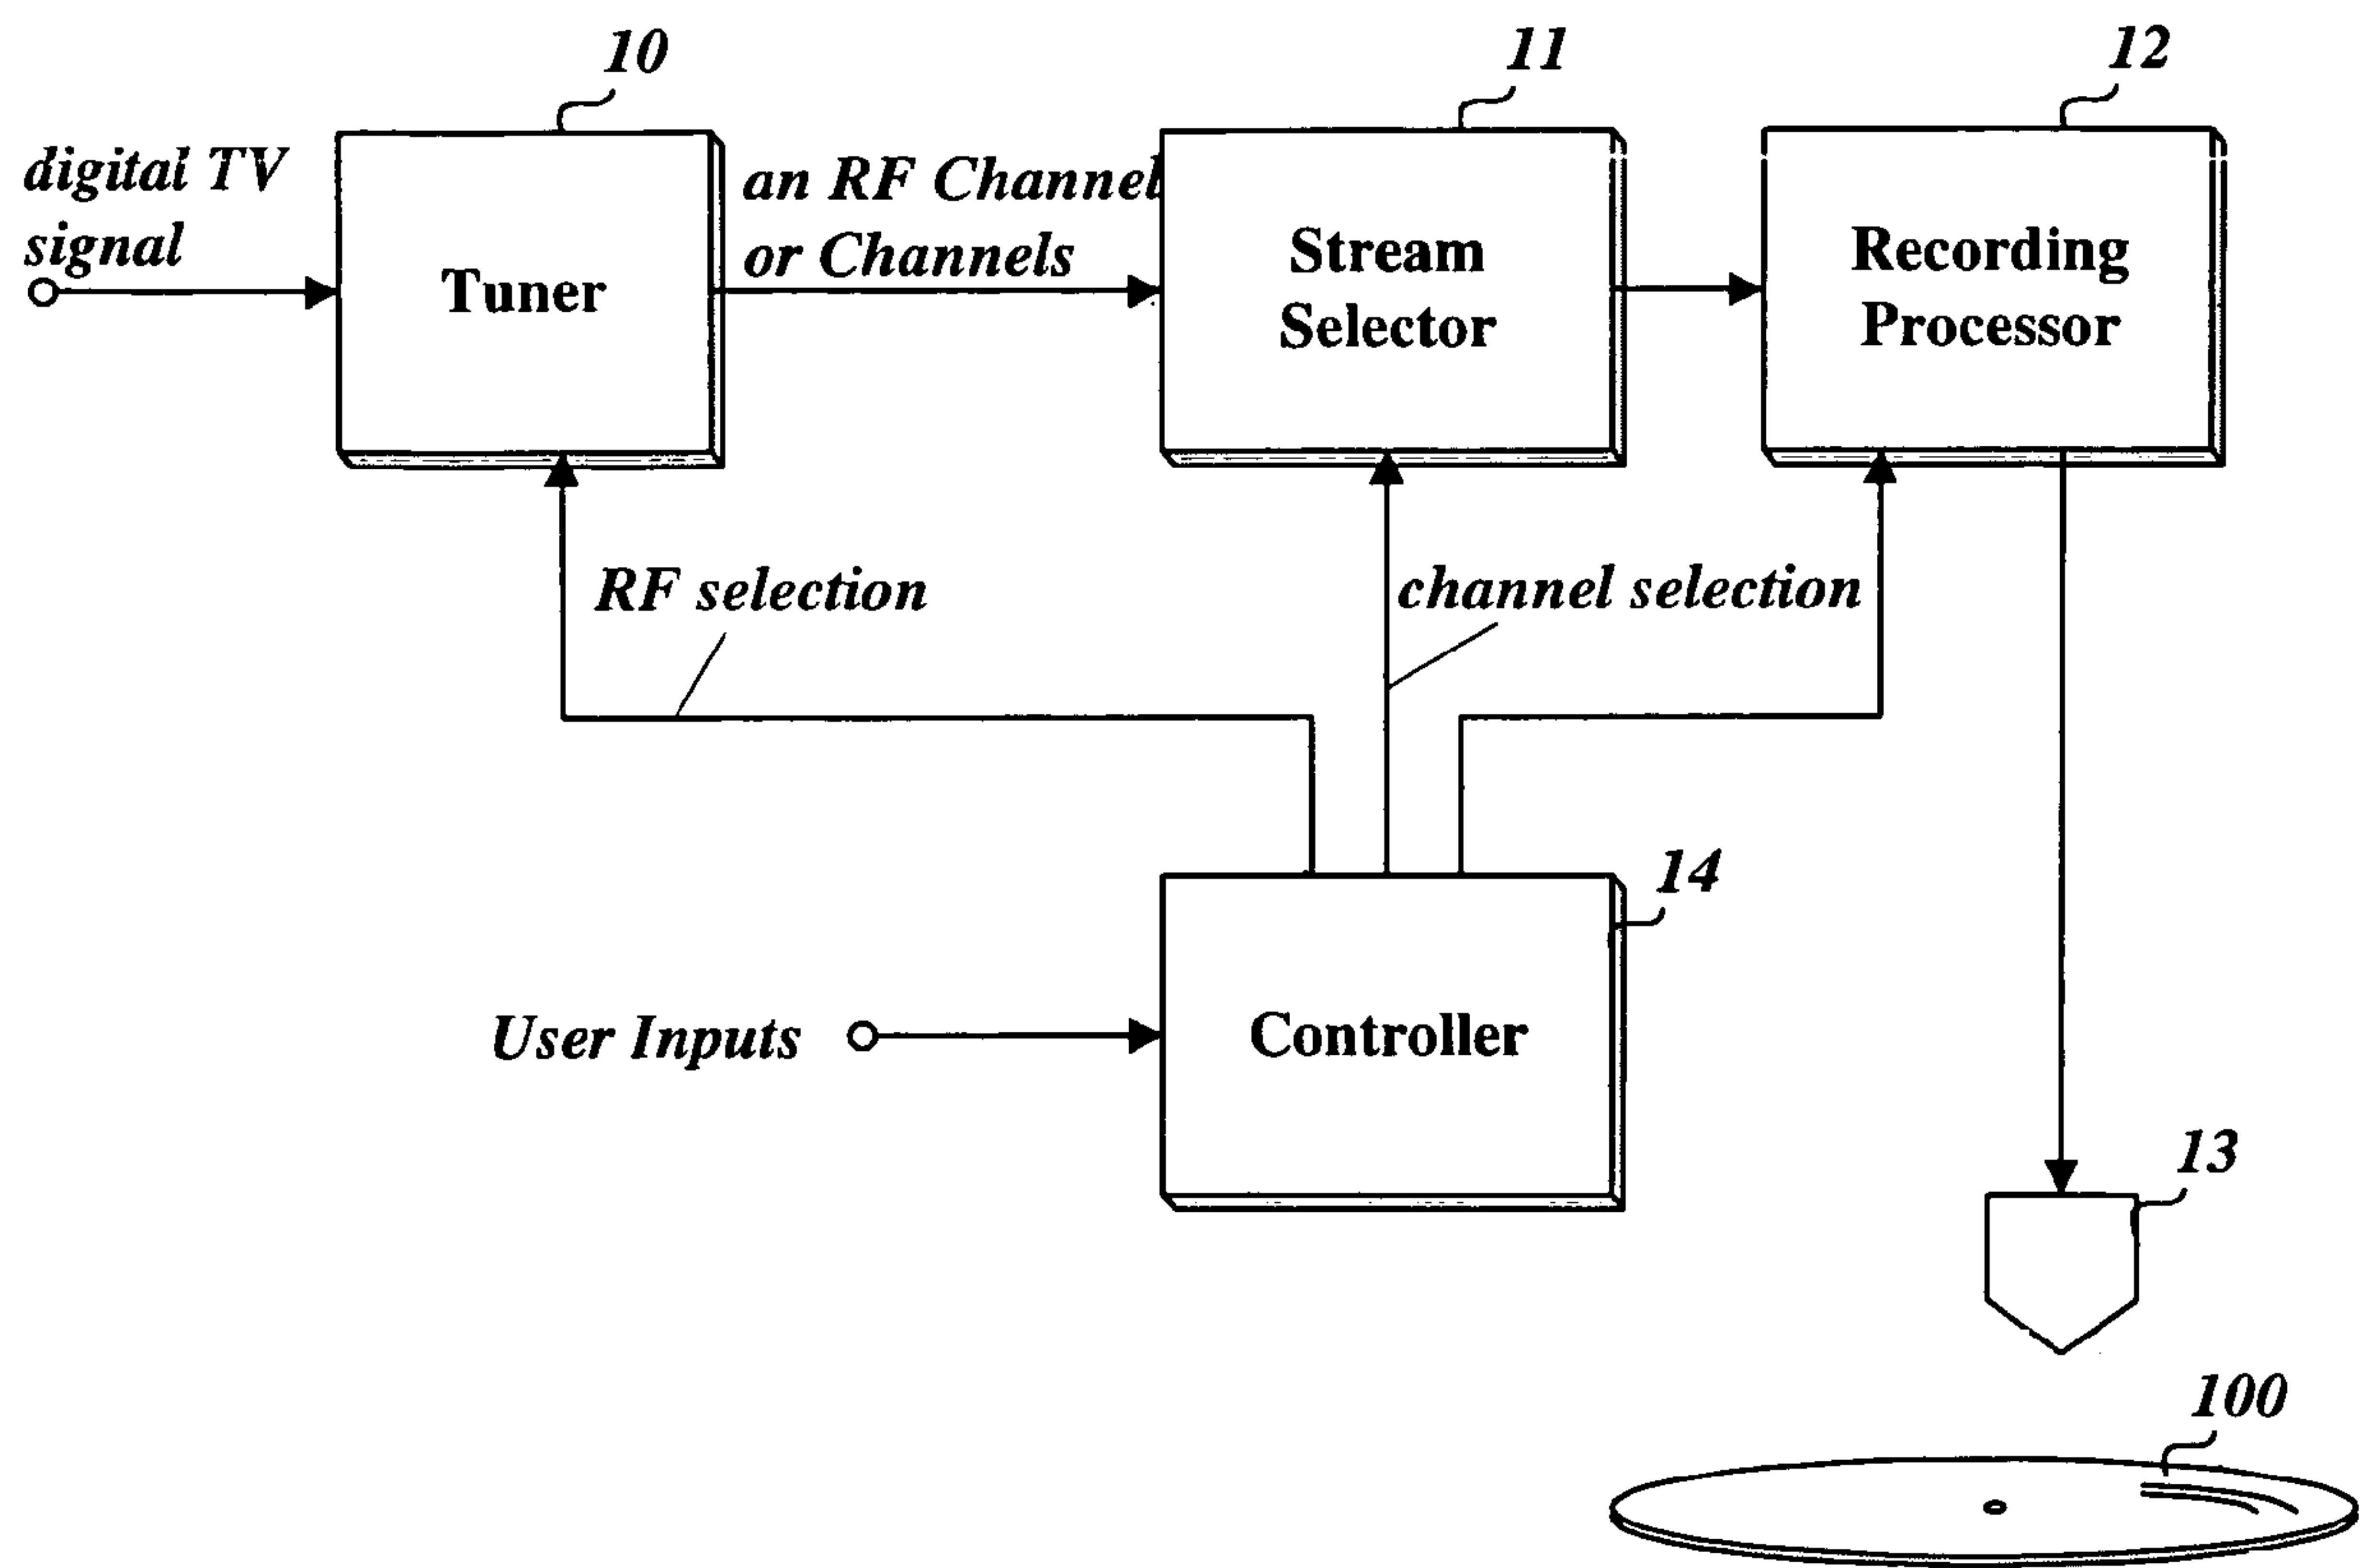 10
11
12
digital TV
signal
Tuner
an RF Channel
or Channels
Stream
Selector
Recording
Processor
RF selection
channel selection
14
User Inputs
Controller
13
100